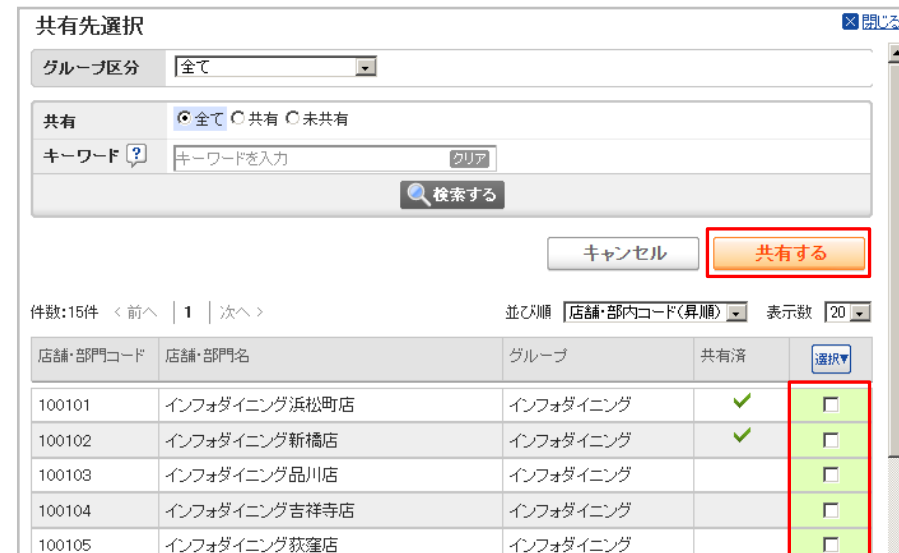 共有先選択 閉じる
グループ区分 全て
共有 全て 共有 未共有
キーワード ? キーワードを入力 クリア
検索する
キャンセル 共有する
件数:15件 <前へ | 1 | 次へ> 並び順 店舗・部内コード(昇順) 表示数 20
店舗・部門コード 店舗・部門名 グループ 共有済 選択▼
100101 インフォダイニング浜松町店 インフォダイニング ✓
100102 インフォダイニング新橋店 インフォダイニング ✓
100103 インフォダイニング品川店 インフォダイニング
100104 インフォダイニング吉祥寺店 インフォダイニング
100105 インフォダイニング荻窪店 インフォダイニング